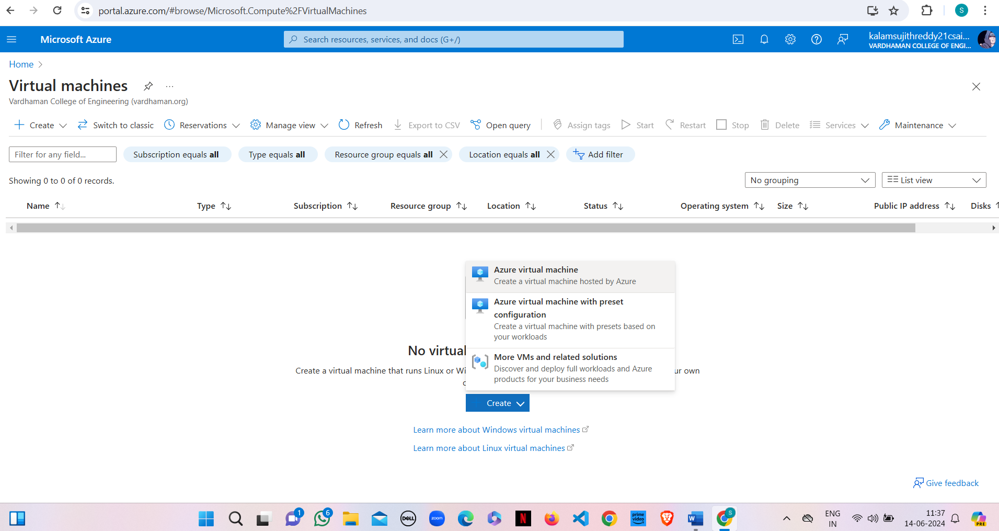 portal.azure.com/#browse/Microsoft.Compute%2FVirtualMachines
S
Microsoft Azure
Search resources, services, and docs (G+/)
kalamsujithreddy21csai...
VARDHAMAN COLLEGE OF ENGI...
Home
Virtual machines
...
Vardhaman College of Engineering (vardhaman.org)
Create
Switch to classic
Reservations
Manage view
Refresh
Export to CSV
Open query
Assign tags
Start
Restart
Stop
Delete
Services
Maintenance
Filter for any field...
Subscription equals all
Type equals all
Resource group equals all
Location equals all
Add filter
Showing 0 to 0 of 0 records.
No grouping
List view
Name
Type
Subscription
Resource group
Location
Status
Operating system
Size
Public IP address
Disks
Azure virtual machine
Create a virtual machine hosted by Azure
Azure virtual machine with preset
configuration
Create a virtual machine with presets based on
your workloads
More VMs and related solutions
Discover and deploy full workloads and Azure
products for your business needs
No virtual
Create a virtual machine that runs Linux or Wi
ur own
Create
Learn more about Windows virtual machines
Learn more about Linux virtual machines
Give feedback
1
6
DELL
zoom
N
prime video
W
S
ENG
IN
11:37
14-06-2024
PRE